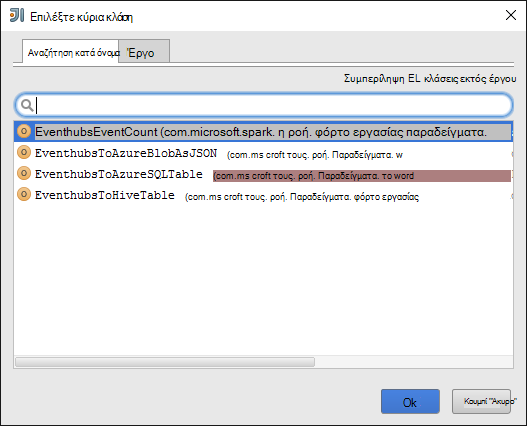 Επιλέξτε κύρια κλάση
Αναζήτηση κατά όνομα Έργο
Συμπερίληψη EL κλάσεις εκτός έργου
EventhubsEventCount (com.microsoft.spark. η ροή. φόρτο εργασίας παραδείγματα.
EventhubsToAzureBlobAsJSON (com.ms croft τους. ροή. Παραδείγματα. w
EventhubsToAzureSQLTable (com.ms croft τους. ροή. Παραδείγματα. το word
EventhubsToHiveTable (com.ms croft τους. ροή. Παραδείγματα. φόρτο εργασίας
Ok Κουμπί "Άκυρο"